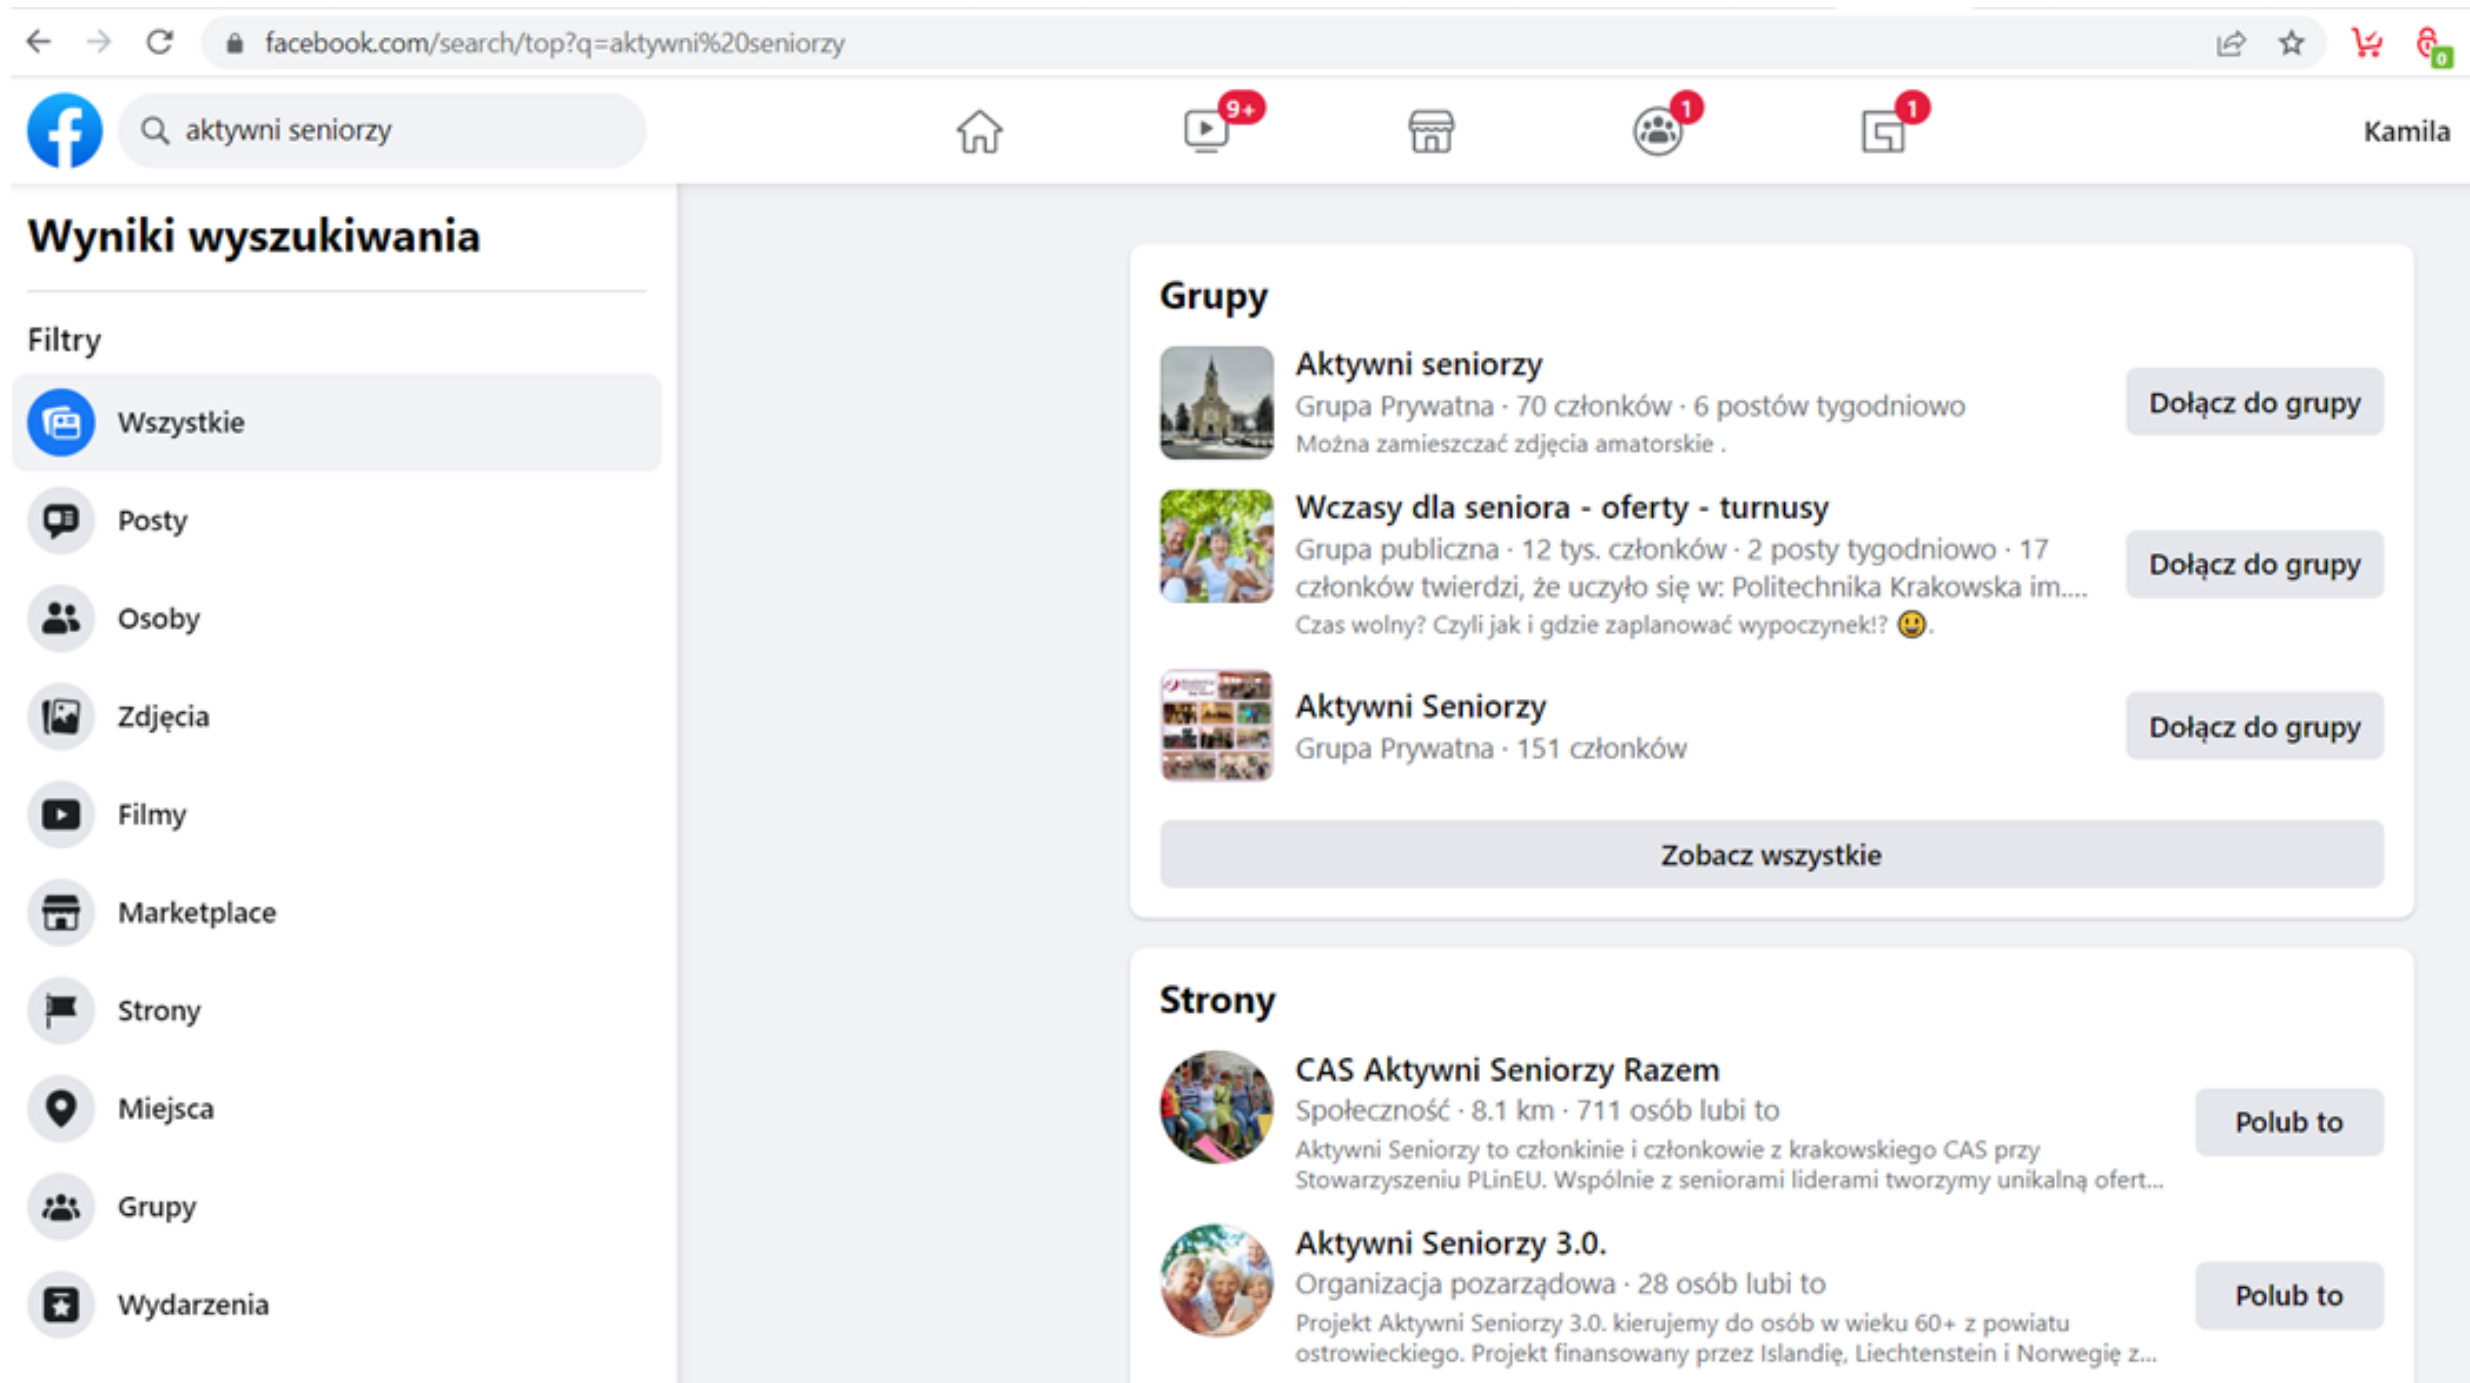 facebook.com/search/top?q=aktywni%20seniorzy
0
aktywni seniorzy
9+
1
1
Kamila
Wyniki wyszukiwania
Filtry
Wszystkie
Posty
Osoby
Zdjęcia
Filmy
Marketplace
Strony
Miejsca
Grupy
Wydarzenia
Grupy
Aktywni seniorzy
Grupa Prywatna · 70 członków · 6 postów tygodniowo
Można zamieszczać zdjęcia amatorskie .
Dołącz do grupy
Wczasy dla seniora - oferty - turnusy
Grupa publiczna · 12 tys. członków · 2 posty tygodniowo · 17
członków twierdzi, że uczyło się w: Politechnika Krakowska im....
Czas wolny? Czyli jak i gdzie zaplanować wypoczynek!? 😃.
Dołącz do grupy
Aktywni Seniorzy
Grupa Prywatna · 151 członków
Dołącz do grupy
Zobacz wszystkie
Strony
CAS Aktywni Seniorzy Razem
Społeczność · 8.1 km · 711 osób lubi to
Aktywni Seniorzy to członkinie i członkowie z krakowskiego CAS przy
Stowarzyszeniu PLinEU. Wspólnie z seniorami liderami tworzymy unikalną ofert...
Polub to
Aktywni Seniorzy 3.0.
Organizacja pozarządowa · 28 osób lubi to
Projekt Aktywni Seniorzy 3.0. kierujemy do osób w wieku 60+ z powiatu
ostrowieckiego. Projekt finansowany przez Islandię, Liechtenstein i Norwegię z...
Polub to